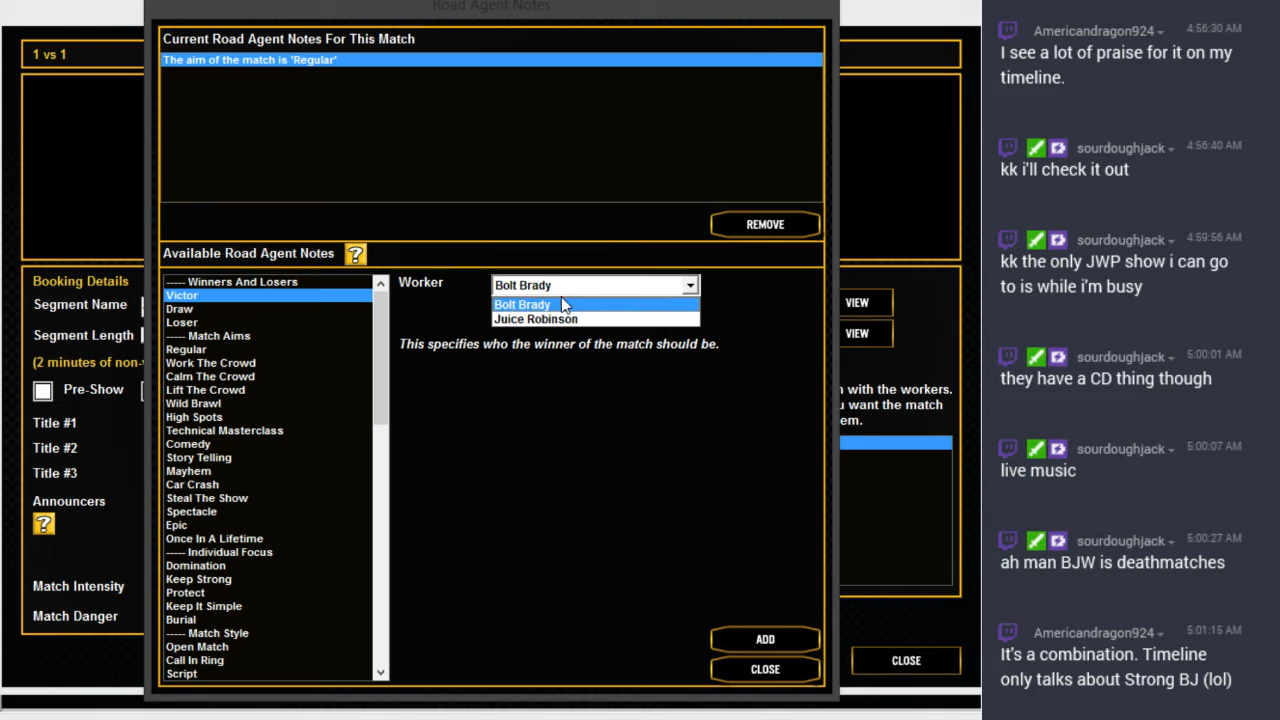 Road Agent Notes
Current Road Agent Notes For This Match
The aim of the match is 'Regular'
REMOVE
Available Road Agent Notes
?
----- Winners And Losers
Victor
Draw
Loser
----- Match Aims
Regular
Work The Crowd
Calm The Crowd
Lift The Crowd
Wild Brawl
High Spots
Technical Masterclass
Comedy
Story Telling
Mayhem
Car Crash
Steal The Show
Spectacle
Epic
Once In A Lifetime
----- Individual Focus
Domination
Keep Strong
Protect
Keep It Simple
Burial
----- Match Style
Open Match
Call In Ring
Script
Worker
Bolt Brady
Bolt Brady
Juice Robinson
This specifies who the winner of the match should be.
ADD
CLOSE
1 vs 1
Booking Details
Segment Name
Segment Length
(2 minutes of non-
Pre-Show
Title #1
Title #2
Title #3
Announcers
?
Match Intensity
Match Danger
VIEW
VIEW
with the workers.
want the match
em.
CLOSE
Americandragon924 4:56:30 AM
I see a lot of praise for it on my
timeline.
sourdoughjack 4:56:40 AM
kk i'll check it out
sourdoughjack 4:59:56 AM
kk the only JWP show i can go
to is while i'm busy
sourdoughjack 5:00:01 AM
they have a CD thing though
sourdoughjack 5:00:07 AM
live music
sourdoughjack 5:00:27 AM
ah man BJW is deathmatches
Americandragon924 5:01:15 AM
It's a combination. Timeline
only talks about Strong BJ (lol)